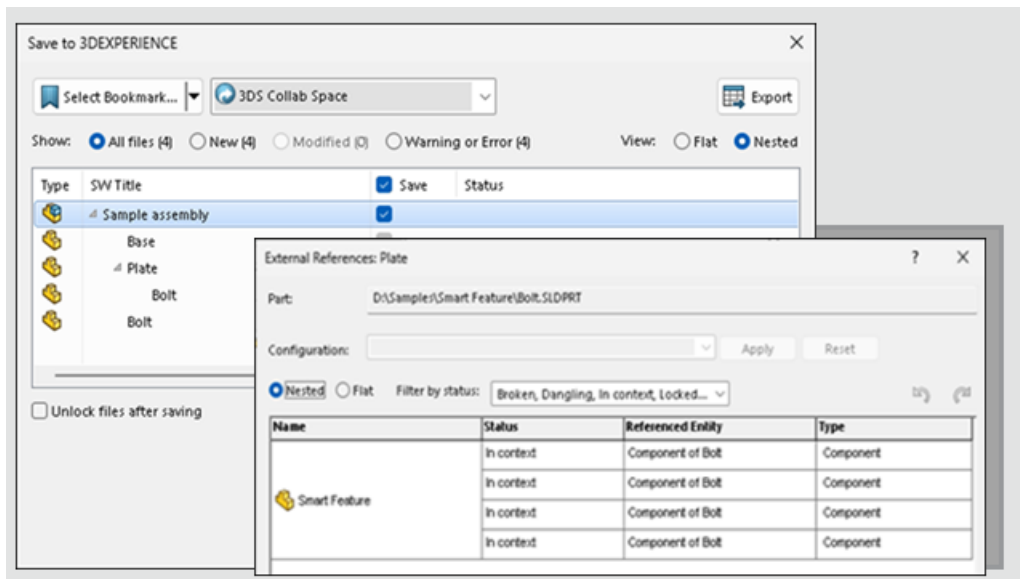 Save to 3DEXPERIENCE
Select Bookmark... 3DS Collab Space Export
Show: All files (4) New (4) Modified (0) Warning or Error (4) View: Flat Nested
Type SW Title Save Status
Sample assembly
Base
Plate
Bolt
Bolt
Unlock files after saving
External References: Plate ?
Part: D:\Samples\Smart Feature\Bolt.SLDPRT
Configuration: Apply Reset
Nested Flat Filter by status: Broken, Dangling, In context, Locked...
Name Status Referenced Entity Type
In context Component of Bolt Component
In context Component of Bolt Component
Smart Feature
In context Component of Bolt Component
In context Component of Bolt Component